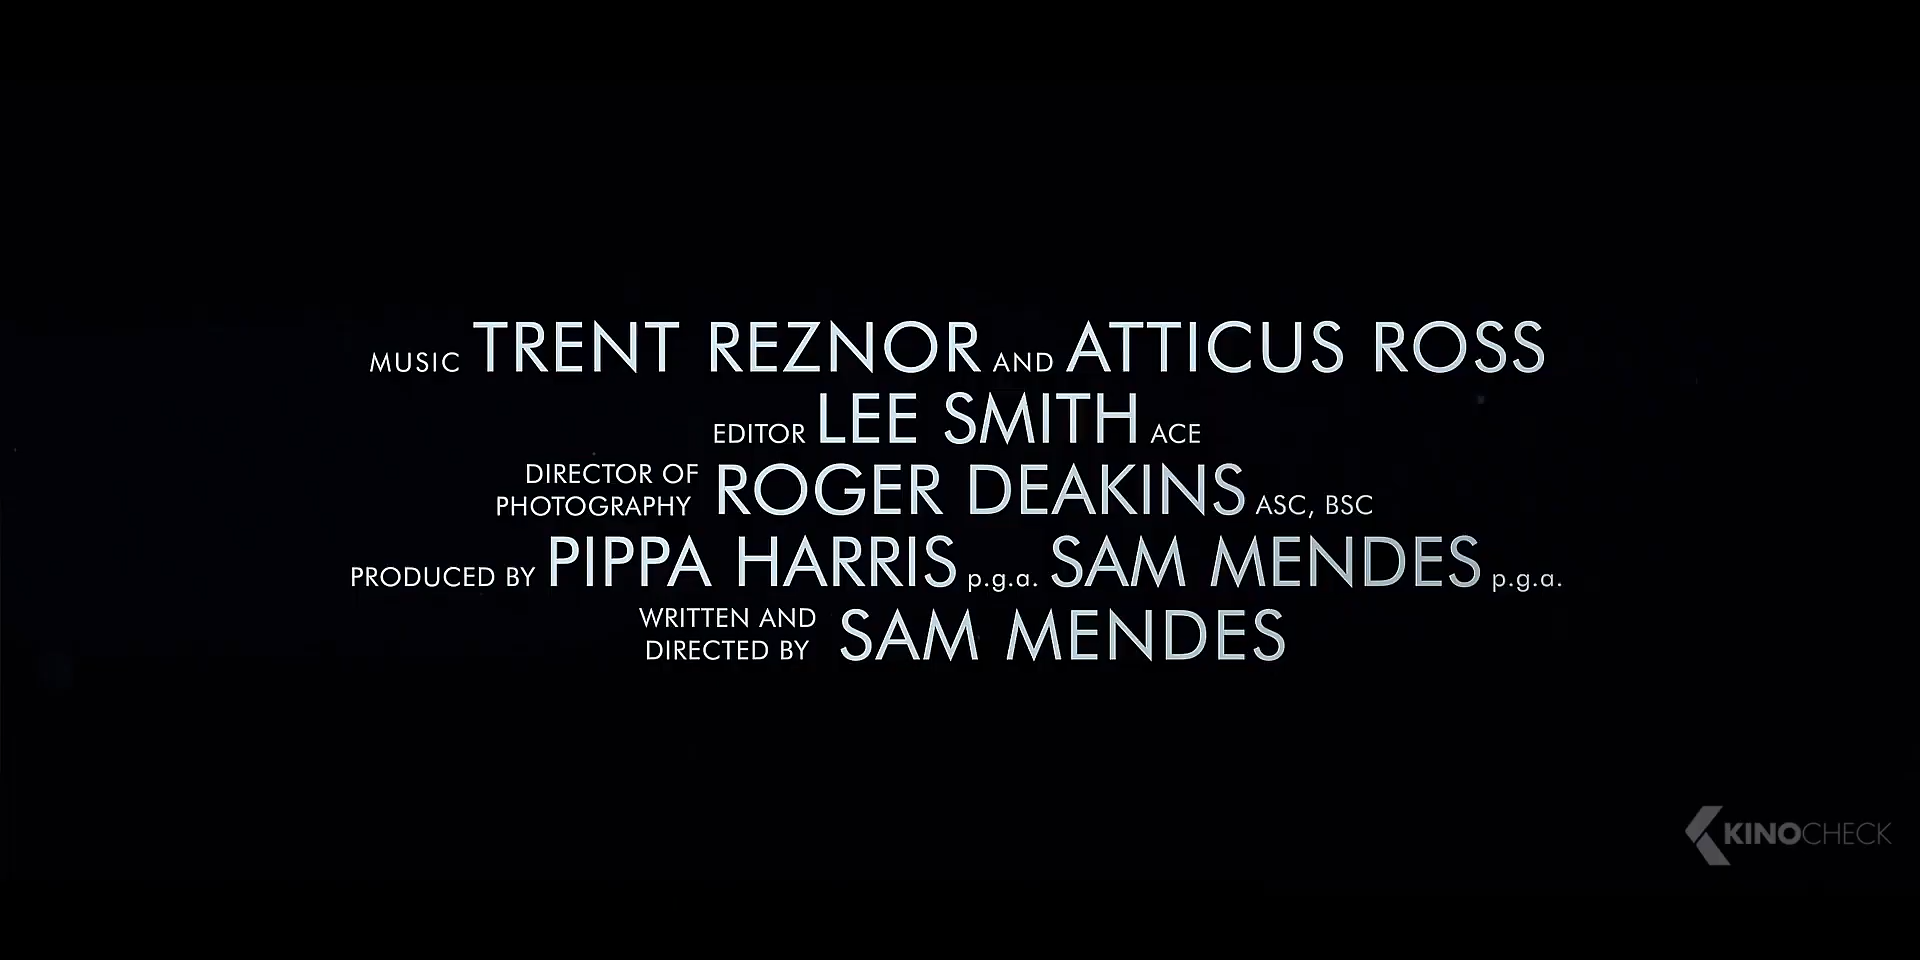 MUSIC TRENT REZNOR AND ATTICUS ROSS
EDITOR LEE SMITH ACE
DIRECTOR OF
PHOTOGRAPHY ROGER DEAKINS ASC, BSC
PRODUCED BY PIPPA HARRIS p.g.a. SAM MENDES p.g.a.
WRITTEN AND
DIRECTED BY SAM MENDES
KINOCHECK